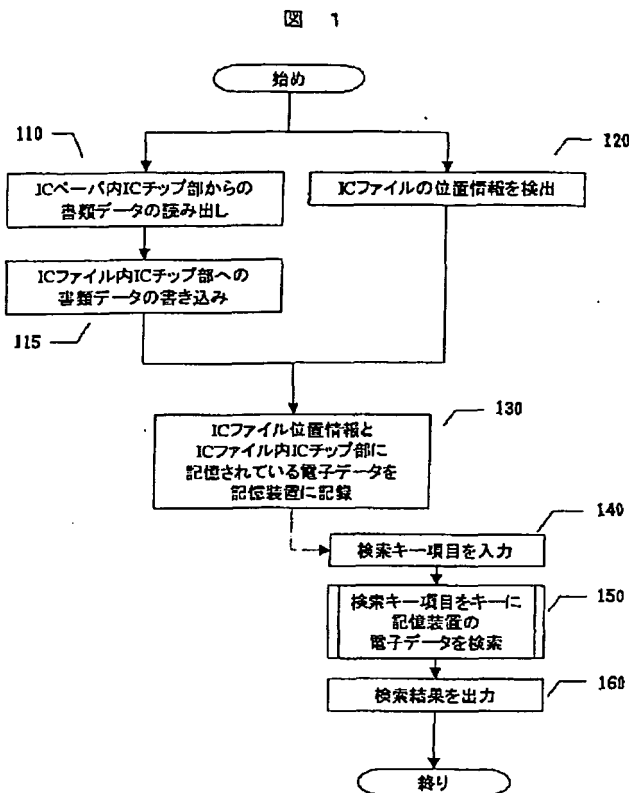 図 1
始め
110
120
ICペーパ内ICチップ部からの
書類データの読み出し
ICファイルの位置情報を検出
ICファイル内ICチップ部への
書類データの書き込み
115
130
ICファイル位置情報と
ICファイル内ICチップ部に
記憶されている電子データを
記憶装置に記録
140
検索キー項目を入力
150
検索キー項目をキーに
記憶装置の
電子データを検索
160
検索結果を出力
終り